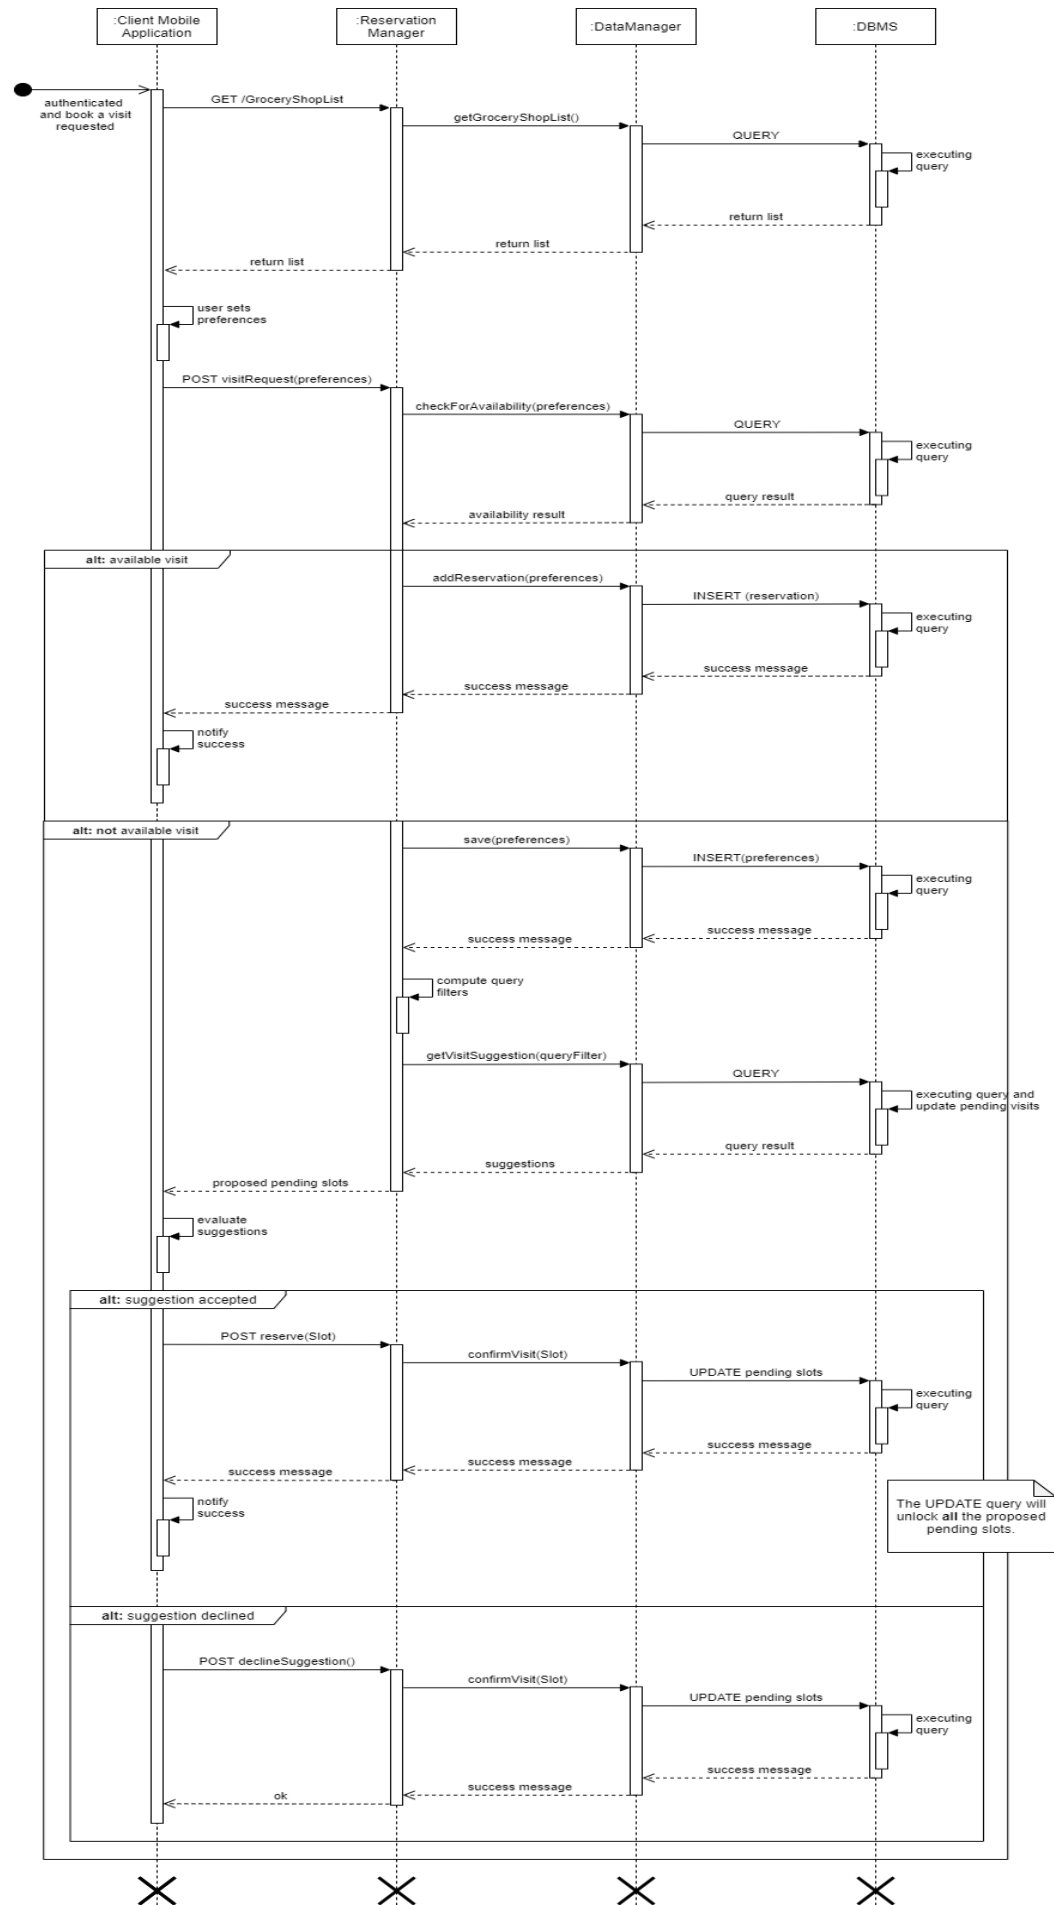 :Client Mobile
Application
:Reservation
Manager
:DataManager
:DBMS
authenticated
and book a visit
requested
GET /GroceryShopList
getGroceryShopList()
QUERY
executing
query
return list
return list
return list
user sets
preferences
POST visitRequest(preferences)
checkForAvailability(preferences)
QUERY
executing
query
query result
availability result
alt: available visit
addReservation(preferences)
INSERT (reservation)
executing
query
success message
success message
success message
notify
success
alt: not available visit
save(preferences)
INSERT(preferences)
executing
query
success message
success message
compute query
filters
getVisitSuggestion(queryFilter)
QUERY
executing query and
update pending visits
query result
suggestions
proposed pending slots
evaluate
suggestions
alt: suggestion accepted
POST reserve(Slot)
confirmVisit(Slot)
UPDATE pending slots
executing
query
success message
success message
success message
notify
success
The UPDATE query will
unlock all the proposed
pending slots.
alt: suggestion declined
POST declineSuggestion()
confirmVisit(Slot)
UPDATE pending slots
executing
query
success message
success message
ok